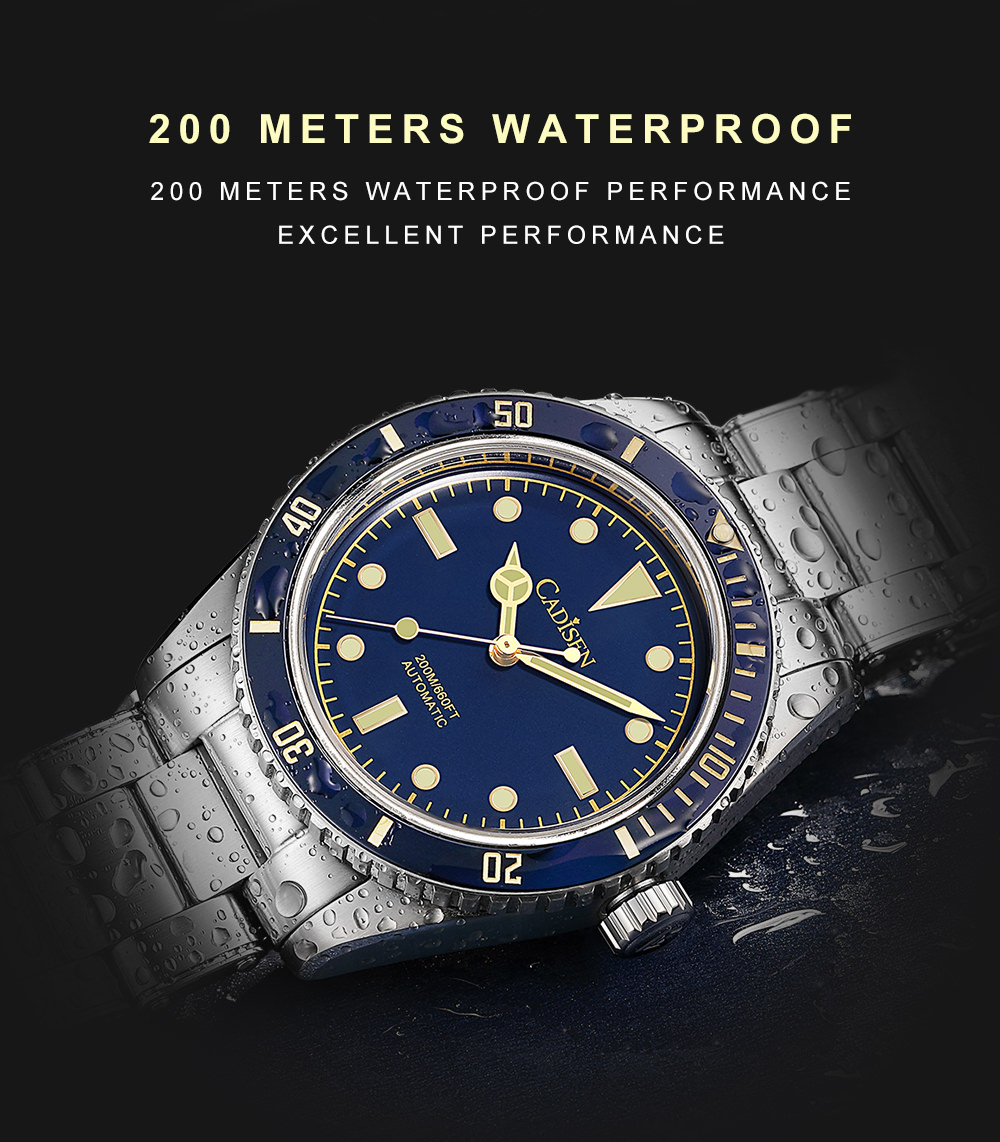 200 METERS WATERPROOF
200 METERS WATERPROOF PERFORMANCE
EXCELLENT PERFORMANCE
50
40
30
20
10
CADISEN
200M/660FT
AUTOMATIC